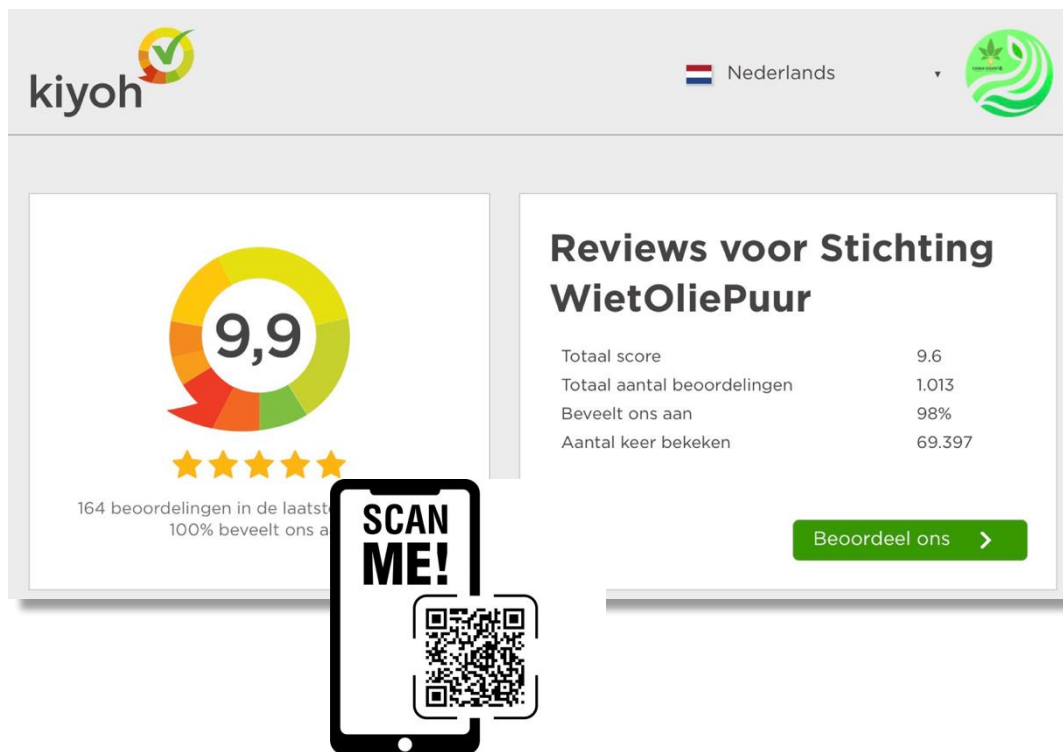 kiyoh
Nederlands
9,9
164 beoordelingen in de laatst
100% beveelt ons a
Reviews voor Stichting
WietOliePuur
Totaal score 9.6
Totaal aantal beoordelingen 1.013
Beveelt ons aan 98%
Aantal keer bekeken 69.397
Beoordeel ons
SCAN
ME!